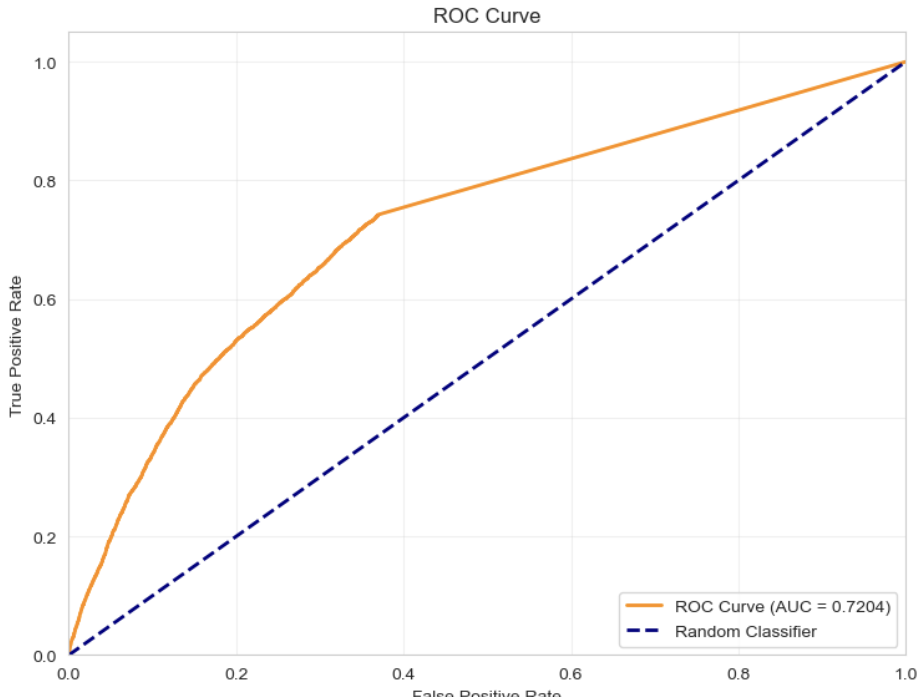 ROC Curve
1.0
0.8
0.6
0.4
0.2
0.0
True Positive Rate
ROC Curve (AUC = 0.7204)
Random Classifier
0.0 0.2 0.4 0.6 0.8 1.0
False Positive Rate